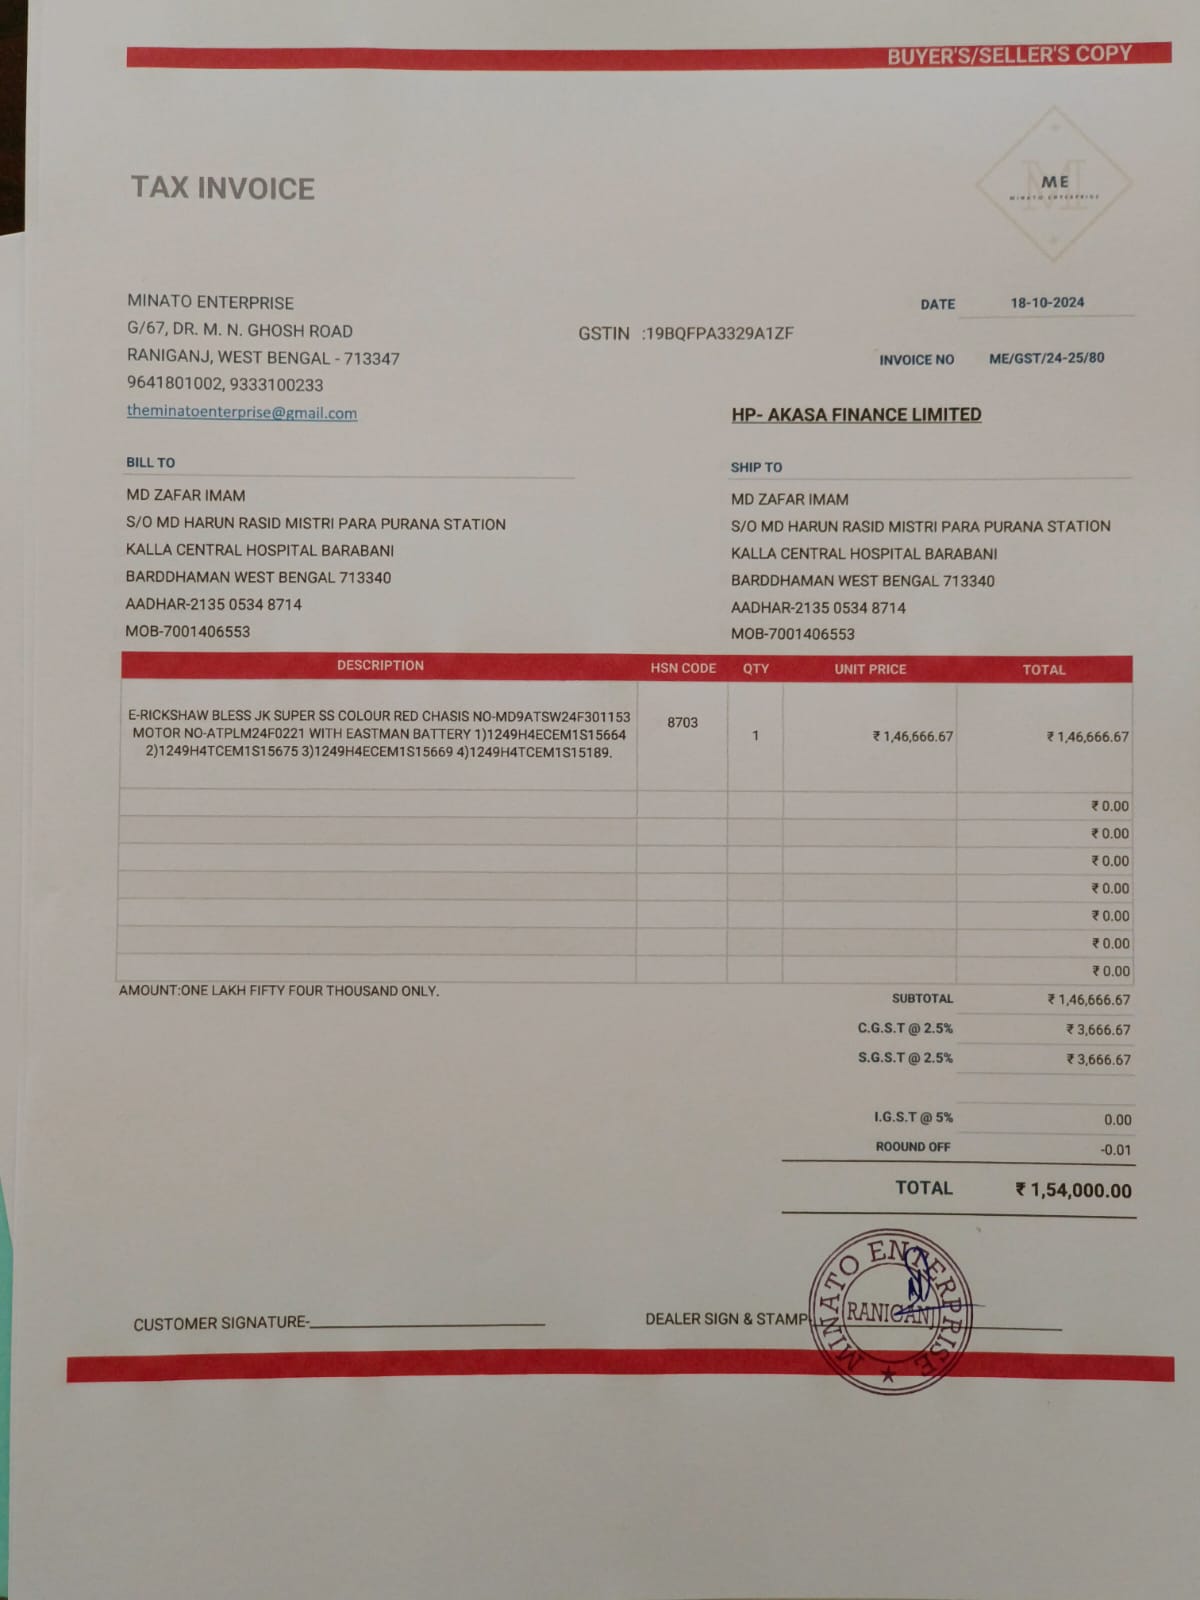 BUYER'S/SELLER'S COPY
ME
MINATO ENTERPRISE
TAX INVOICE
MINATO ENTERPRISE
G/67, DR. M. N. GHOSH ROAD
RANIGANJ, WEST BENGAL - 713347
9641801002, 9333100233
theminatoenterprise@gmail.com
GSTIN :19BQFPA3329A1ZF
DATE 18-10-2024
INVOICE NO ME/GST/24-25/80
HP- AKASA FINANCE LIMITED
BILL TO
MD ZAFAR IMAM
S/O MD HARUN RASID MISTRI PARA PURANA STATION
KALLA CENTRAL HOSPITAL BARABANI
BARDDHAMAN WEST BENGAL 713340
AADHAR-2135 0534 8714
MOB-7001406553
SHIP TO
MD ZAFAR IMAM
S/O MD HARUN RASID MISTRI PARA PURANA STATION
KALLA CENTRAL HOSPITAL BARABANI
BARDDHAMAN WEST BENGAL 713340
AADHAR-2135 0534 8714
MOB-7001406553
DESCRIPTION HSN CODE QTY UNIT PRICE TOTAL
E-RICKSHAW BLESS JK SUPER SS COLOUR RED CHASIS NO-MD9ATSW24F301153
MOTOR NO-ATPLM24F0221 WITH EASTMAN BATTERY 1)1249H4ECEM1S15664
2)1249H4TCEM1S15675 3)1249H4ECEM1S15669 4)1249H4TCEM1S15189.
8703 1 ₹ 1,46,666.67 ₹ 1,46,666.67
₹ 0.00
₹ 0.00
₹ 0.00
₹ 0.00
₹ 0.00
₹ 0.00
₹ 0.00
AMOUNT:ONE LAKH FIFTY FOUR THOUSAND ONLY.
SUBTOTAL ₹ 1,46,666.67
C.G.S.T @ 2.5% ₹ 3,666.67
S.G.S.T @ 2.5% ₹ 3,666.67
I.G.S.T @ 5% 0.00
ROOUND OFF -0.01
TOTAL ₹ 1,54,000.00
CUSTOMER SIGNATURE-
DEALER SIGN & STAMP
MINATO ENTERPRISE
RANIGANJ